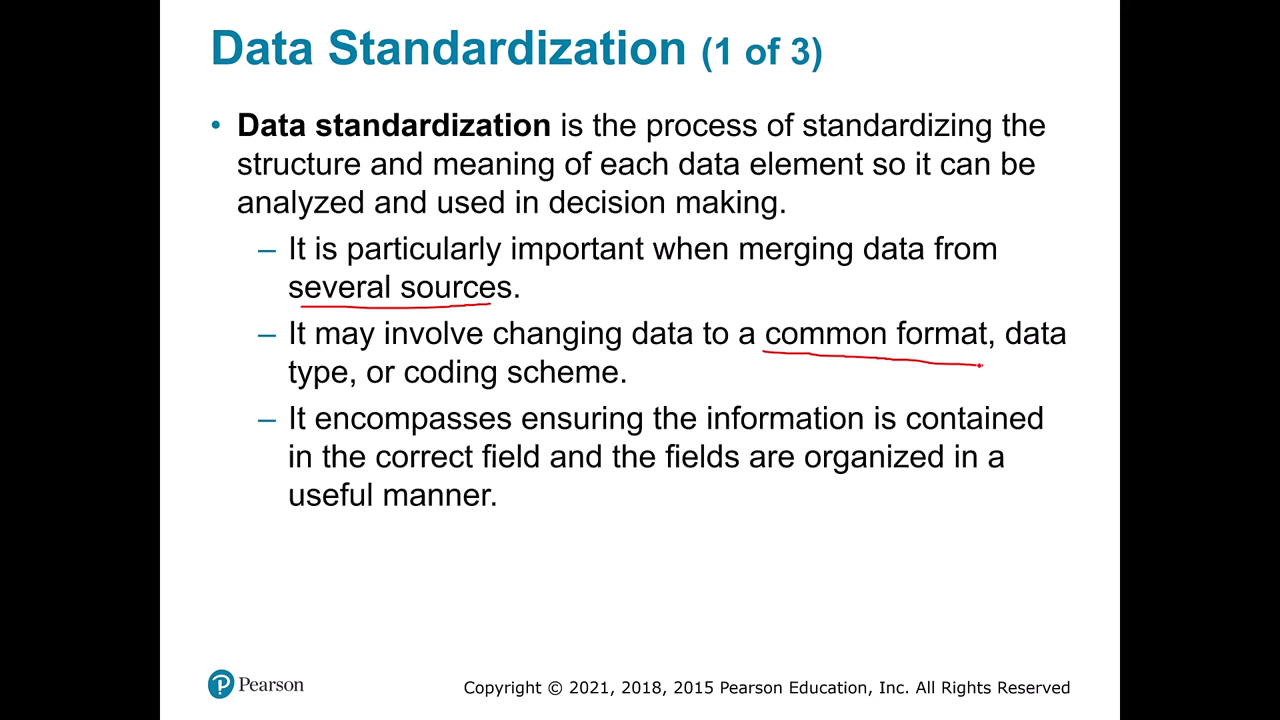 Data Standardization (1 of 3)
• Data standardization is the process of standardizing the
structure and meaning of each data element so it can be
analyzed and used in decision making.
– It is particularly important when merging data from
several sources.
– It may involve changing data to a common format, data
type, or coding scheme.
– It encompasses ensuring the information is contained
in the correct field and the fields are organized in a
useful manner.
P Pearson
Copyright © 2021, 2018, 2015 Pearson Education, Inc. All Rights Reserved